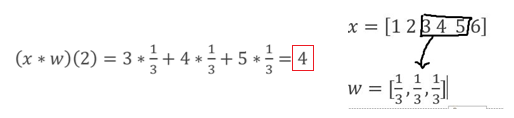 x = [1 2 3 4 5 6]
(x ∗ w)(2) = 3 ∗ 1/3 + 4 ∗ 1/3 + 5 ∗ 1/3 = 4
w = [1/3, 1/3, 1/3]